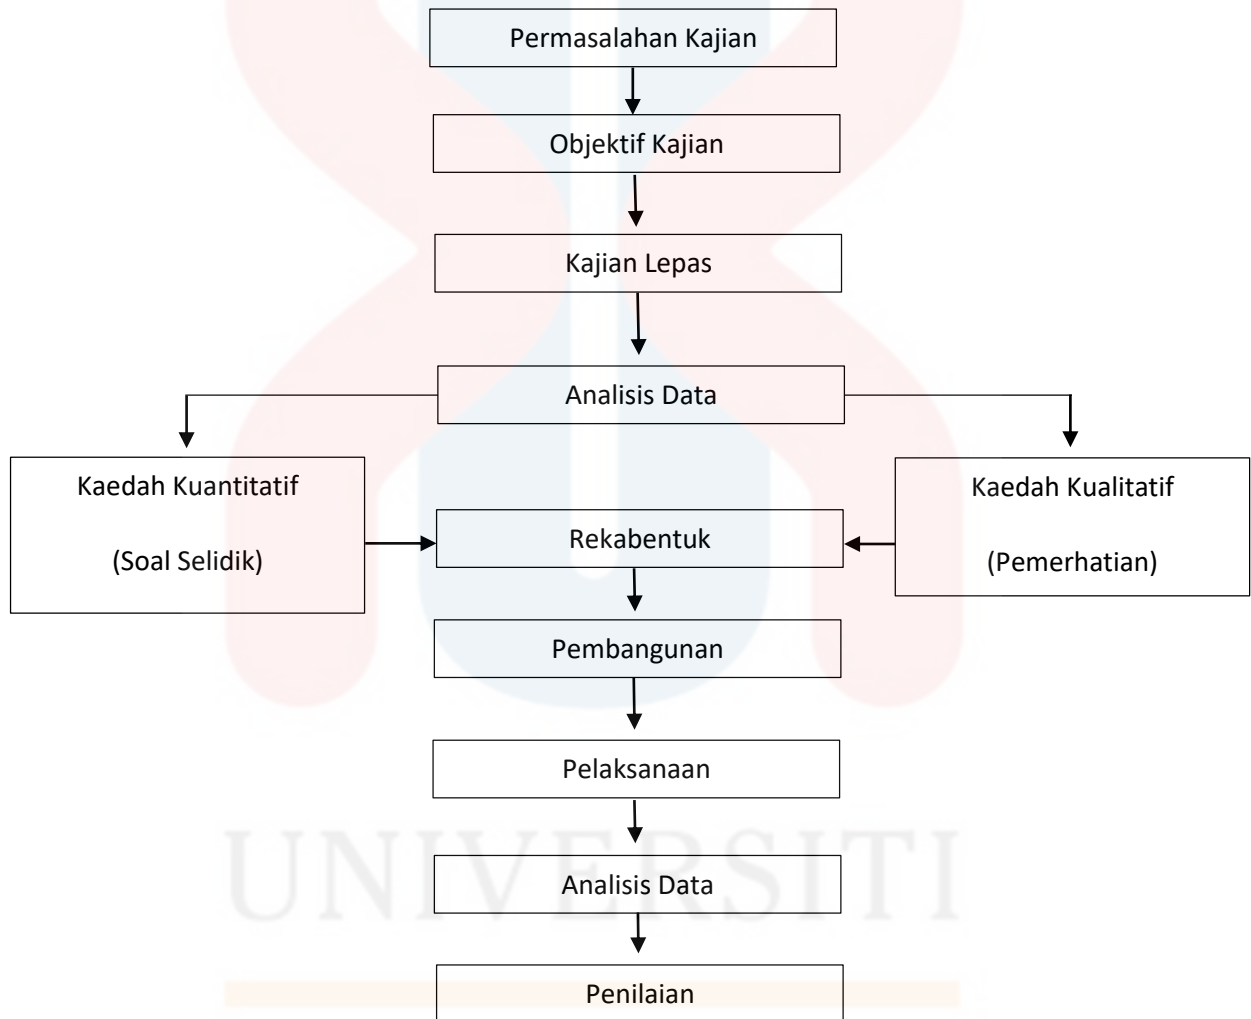 Permasalahan Kajian
Objektif Kajian
Kajian Lepas
Analisis Data
Kaedah Kuantitatif
(Soal Selidik)
Kaedah Kualitatif
(Pemerhatian)
Rekabentuk
Pembangunan
Pelaksanaan
Analisis Data
UNIVERSITI
Penilaian